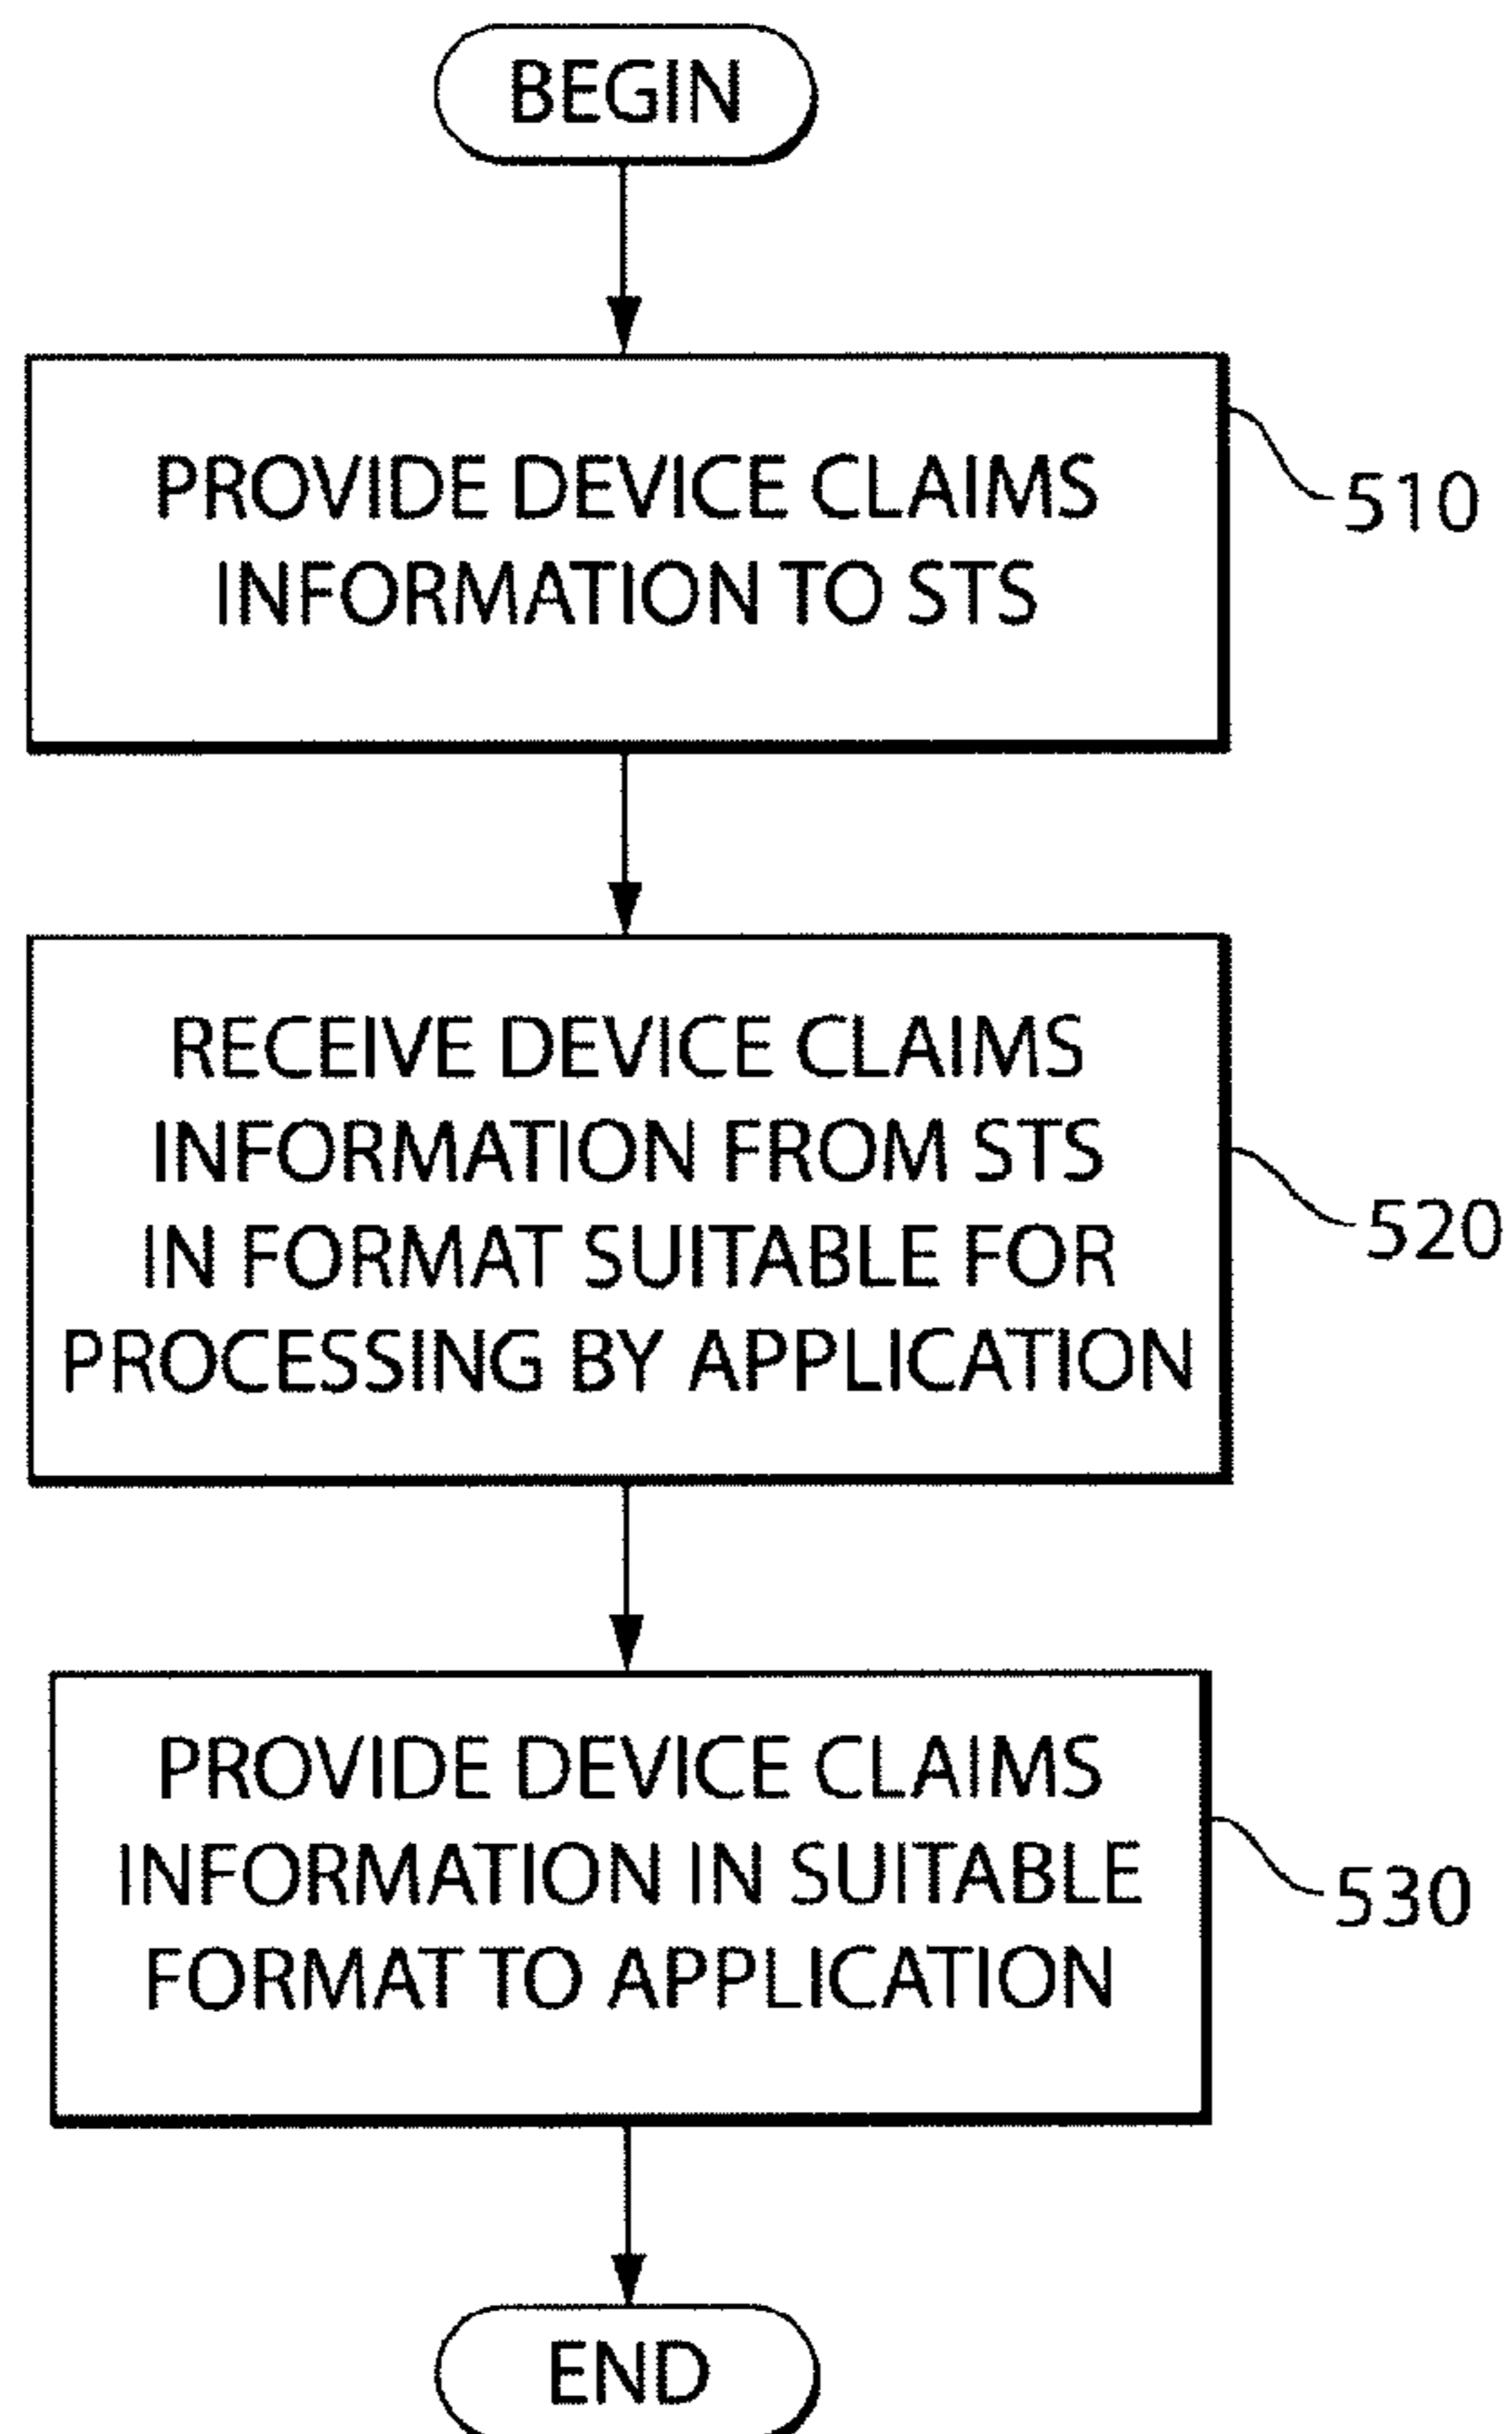 BEGIN
PROVIDE DEVICE CLAIMS
INFORMATION TO STS
510
RECEIVE DEVICE CLAIMS
INFORMATION FROM STS
IN FORMAT SUITABLE FOR
PROCESSING BY APPLICATION
520
PROVIDE DEVICE CLAIMS
INFORMATION IN SUITABLE
FORMAT TO APPLICATION
530
END